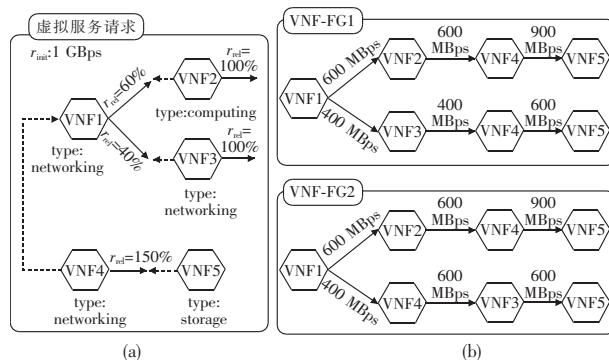 虚拟服务请求
r_init:1 GBps
r_rel=60%
r_rel=40%
VNF1
type:
networking
VNF2
r_rel=
100%
type:computing
VNF3
r_rel=
100%
type:
networking
VNF4
r_rel=150%
type:
networking
VNF5
type:
storage
(a)
VNF-FG1
VNF1
600 MBps
400 MBps
VNF2
600
MBps
VNF4
900
MBps
VNF5
VNF3
400
MBps
VNF4
600
MBps
VNF5
VNF-FG2
VNF1
600 MBps
400 MBps
VNF2
600
MBps
VNF4
900
MBps
VNF5
VNF4
600
MBps
VNF3
600
MBps
VNF5
(b)